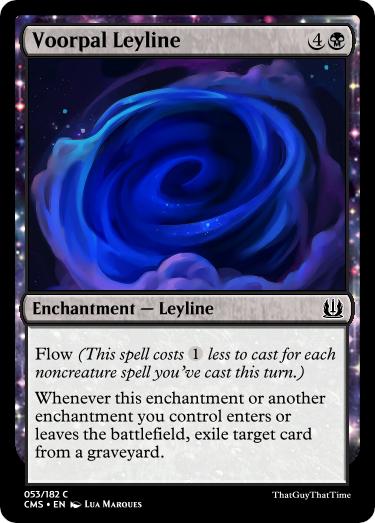 Voorpal Leyline 4
Enchantment — Leyline
Flow (This spell costs 1 less to cast for each
noncreature spell you've cast this turn.)
Whenever this enchantment or another
enchantment you control enters or
leaves the battlefield, exile target card
from a graveyard.
053/182 C
CMS • EN Lua Marques
ThatGuyThatTime